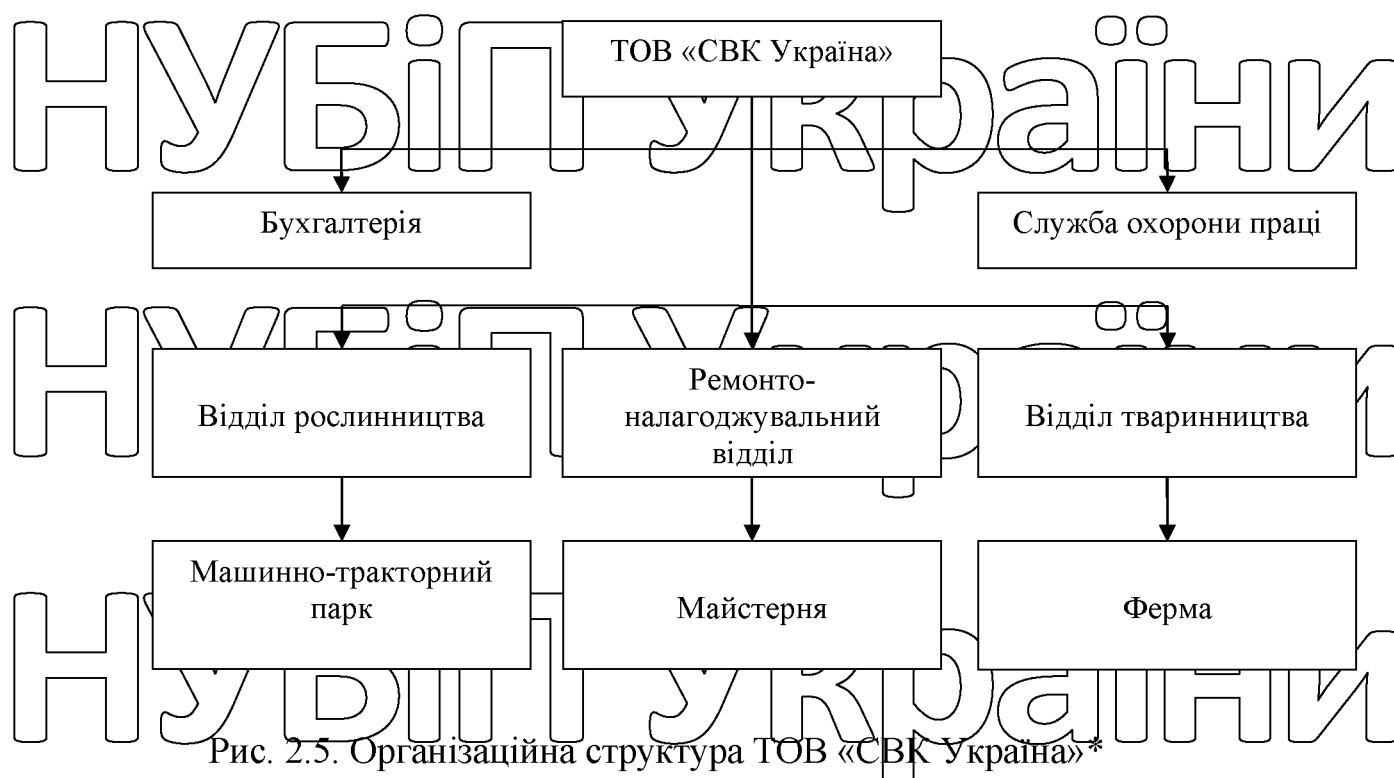 НУБіП України
ТОВ «СВК Україна»
Бухгалтерія
Служба охорони праці
НУБіП України
Відділ рослинництва
Ремонто-
налагоджувальний
відділ
Відділ тваринництва
Машинно-тракторний
парк
Майстерня
Ферма
НУБіП України
Рис. 2.5. Організаційна структура ТОВ «СВК Україна»*